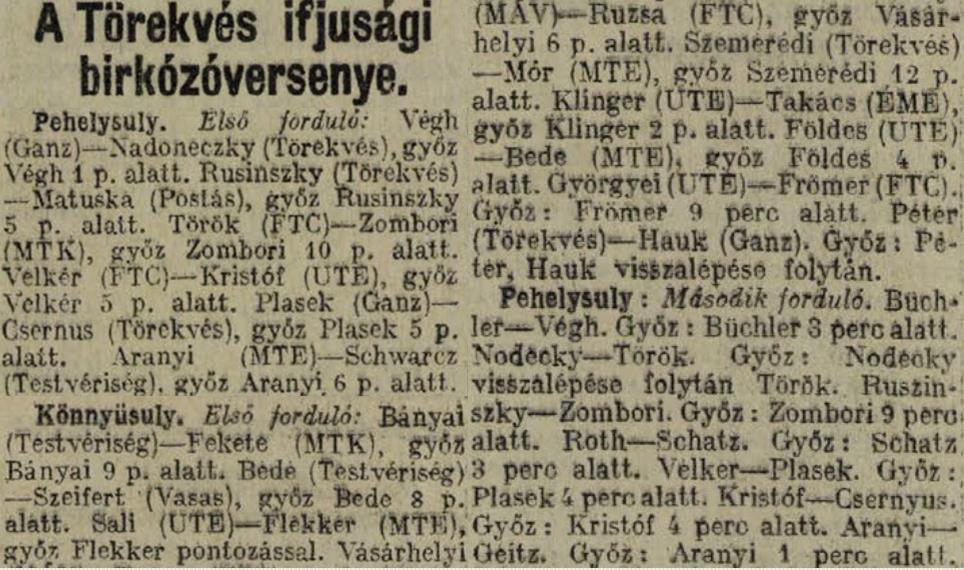 A Törekvés ifjusági
birkózóversenye.
Pehelysuly. Első forduló: Végh
(Ganz)—Nadoneczky (Törekvés), győz
Végh 1 p. alatt. Rusinszky (Törekvés)
—Matuska (Postás), győz Rusinszky
5 p. alatt. Török (FTC)—Zombori
(MTK), győz Zombori 10 p. alatt.
Velkér (FTC)—Kristóf (UTE), győz
Velkér 5 p. alatt. Plasek (Ganz)—
Csernus (Törekvés), győz Plasek 5 p.
alatt. Aranyi (MTE)—Schwarcz
(Testvériség), győz Aranyi 6 p. alatt.
Könnyüsuly. Első forduló: Bányai
(Testvériség)—Fekete (MTK), győz
Bányai 9 p. alatt. Bede (Testvériség)
—Szeifert (Vasas), győz Bede 8 p.
alatt. Sali (UTE)—Flekker (MTE),
győz Flekker pontozással. Vásárhelyi
(MÁV)—Ruzsa (FTC), győz Vásár-
helyi 6 p. alatt. Szemerédi (Törekvés)
—Mór (MTE), győz Szemerédi 12 p.
alatt. Klinger (UTE)—Takács (ÉME),
győz Klinger 2 p. alatt. Földes (UTE)
—Bede (MTE), győz Földes 4 p.
alatt. Györgyei (UTE)—Frömer (FTC).
Győz: Frömer 9 perc alatt. Péter
(Törekvés)—Hauk (Ganz). Győz: Pé-
ter, Hauk visszalépése folytán.
Pehelysuly: Második forduló. Büch-
ler—Végh. Győz: Büchler 3 perc alatt.
Nodecky—Török. Győz: Nodecky
visszalépése folytán Török. Ruszin-
szky—Zombori. Győz: Zombori 9 perc
alatt. Roth—Schatz. Győz: Schatz
3 perc alatt. Velker—Plasek. Győz:
Plasek 4 perc alatt. Kristóf—Csernyus.
Győz: Kristóf 4 perc alatt. Aranyi—
Geitz. Győz: Aranyi 1 perc alatt.